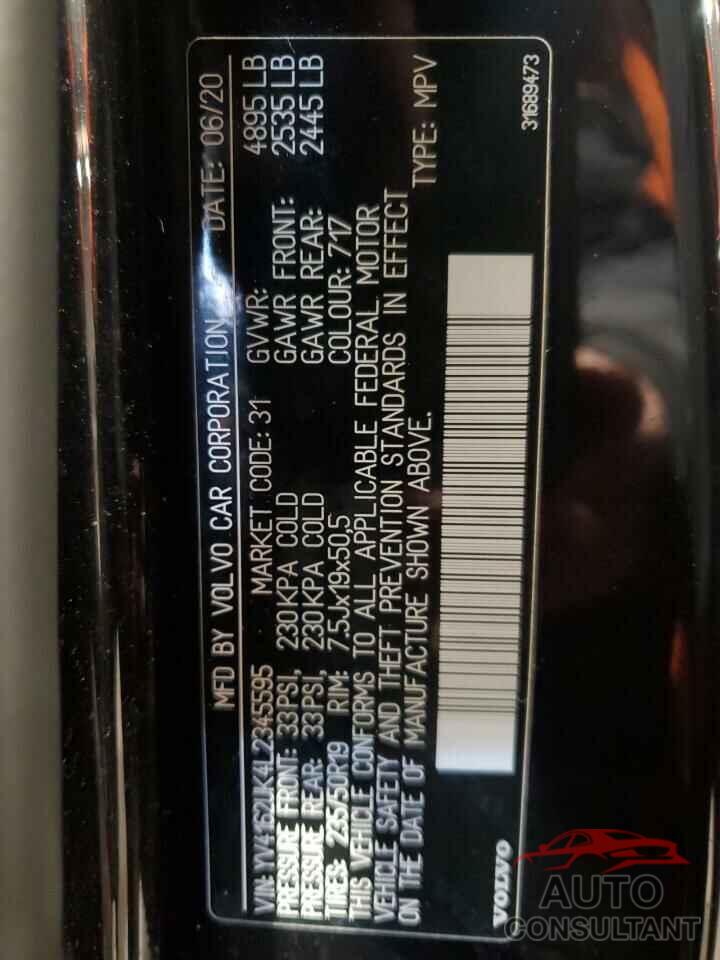 MFD BY VOLVO CAR CORPORATION DATE: 06/20
VIN: YV4162UK4L2345595 MARKET CODE: 31 GVWR: 4895 LB
PRESSURE FRONT: 33PSI, 230KPA COLD GAWR FRONT: 2535 LB
PRESSURE REAR: 33PSI, 230KPA COLD GAWR REAR: 2445 LB
TIRES: 235/50R19 RIM: 7.5Jx19x50,5 COLOUR: 717
THIS VEHICLE CONFORMS TO ALL APPLICABLE FEDERAL MOTOR
VEHICLE SAFETY AND THEFT PREVENTION STANDARDS IN EFFECT
ON THE DATE OF MANUFACTURE SHOWN ABOVE. TYPE: MPV
VOLVO 31689473
AUTO
CONSULTANT